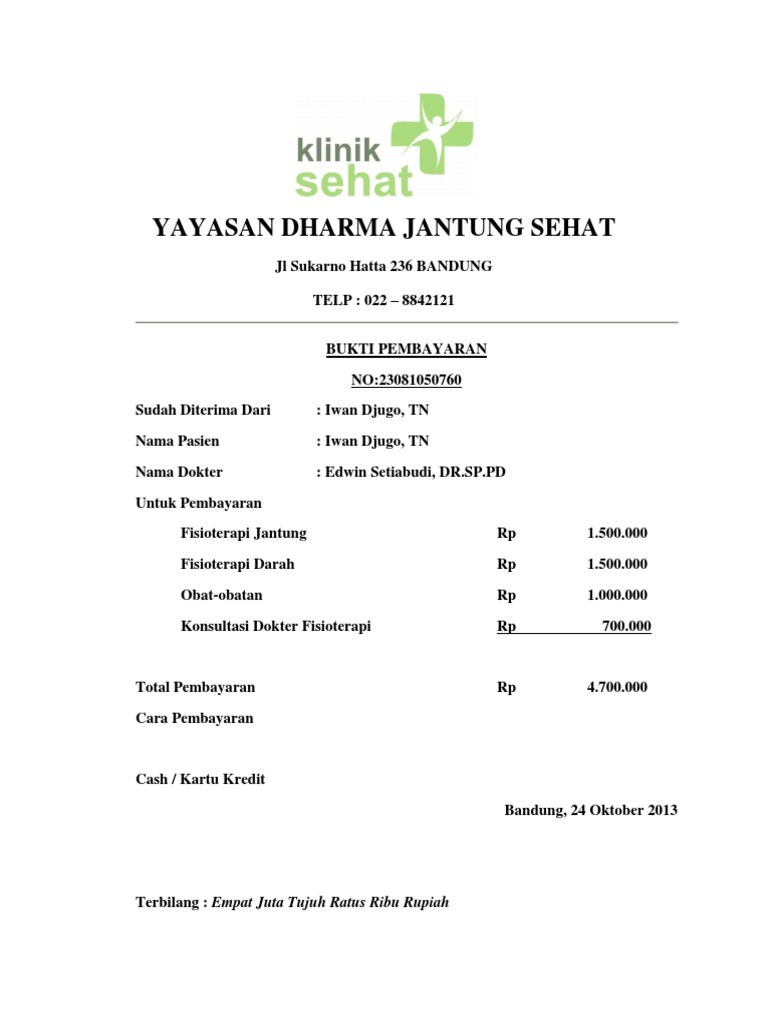 klinik
sehat
YAYASAN DHARMA JANTUNG SEHAT
Jl Sukarno Hatta 236 BANDUNG
TELP : 022 – 8842121
BUKTI PEMBAYARAN
NO:23081050760
Sudah Diterima Dari : Iwan Djugo, TN
Nama Pasien : Iwan Djugo, TN
Nama Dokter : Edwin Setiabudi, DR.SP.PD
Untuk Pembayaran
Fisioterapi Jantung Rp 1.500.000
Fisioterapi Darah Rp 1.500.000
Obat-obatan Rp 1.000.000
Konsultasi Dokter Fisioterapi Rp 700.000
Total Pembayaran Rp 4.700.000
Cara Pembayaran
Cash / Kartu Kredit
Bandung, 24 Oktober 2013
Terbilang : Empat Juta Tujuh Ratus Ribu Rupiah